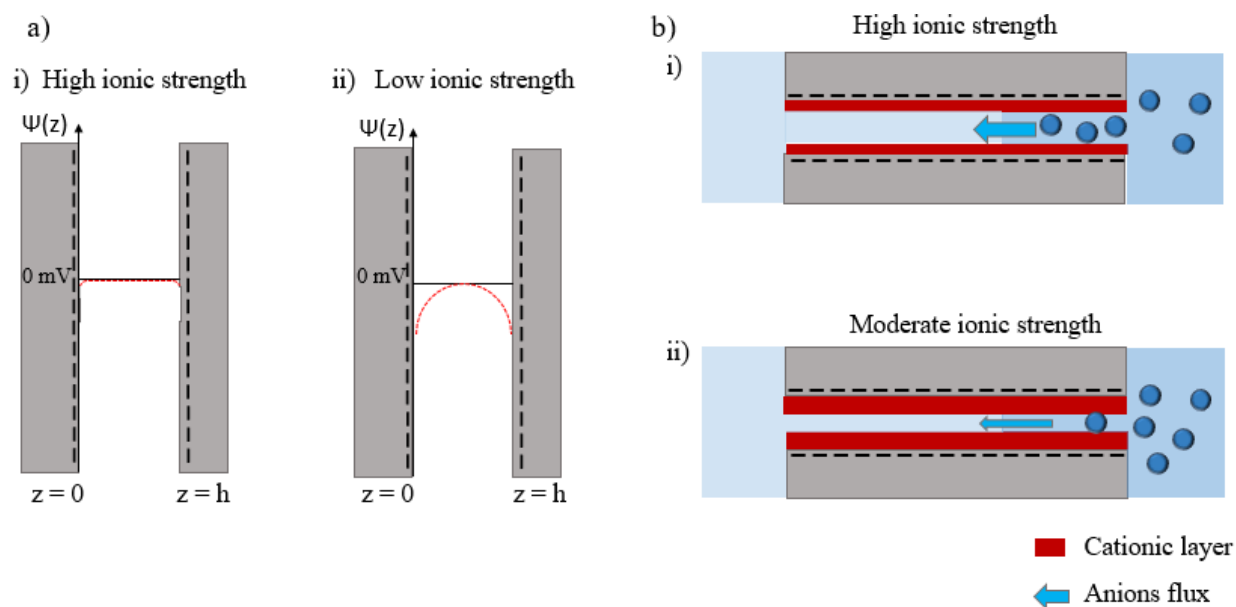 a)
i) High ionic strength
Ψ(z)
0 mV
z = 0
z = h
ii) Low ionic strength
Ψ(z)
0 mV
z = 0
z = h
b)
High ionic strength
i)
Moderate ionic strength
ii)
Cationic layer
Anions flux